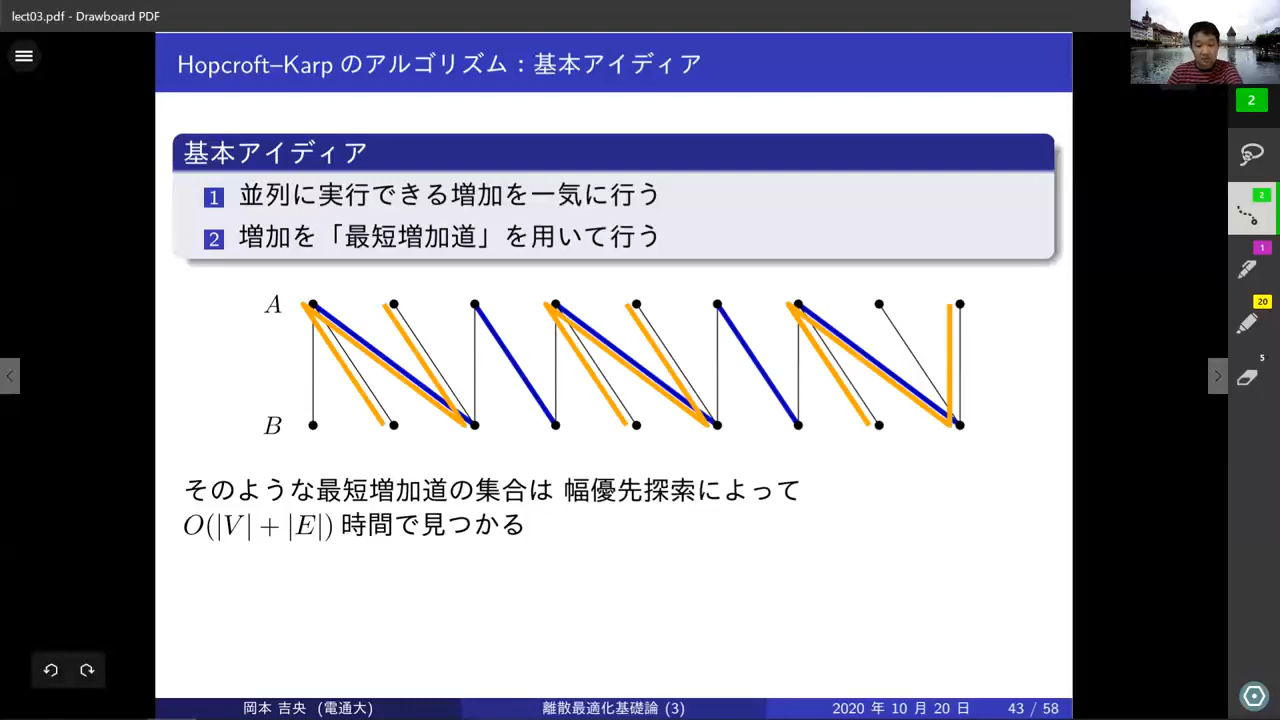 lect03.pdf - Drawboard PDF
Hopcroft–Karp のアルゴリズム：基本アイディア
2
基本アイディア
1 並列に実行できる増加を一気に行う
2 増加を「最短増加道」を用いて行う
2
1
20
5
A
B
そのような最短増加道の集合は 幅優先探索によって
O(|V| + |E|) 時間で見つかる
岡本 吉央 (電通大) 離散最適化基礎論 (3) 2020 年 10 月 20 日 43 / 58